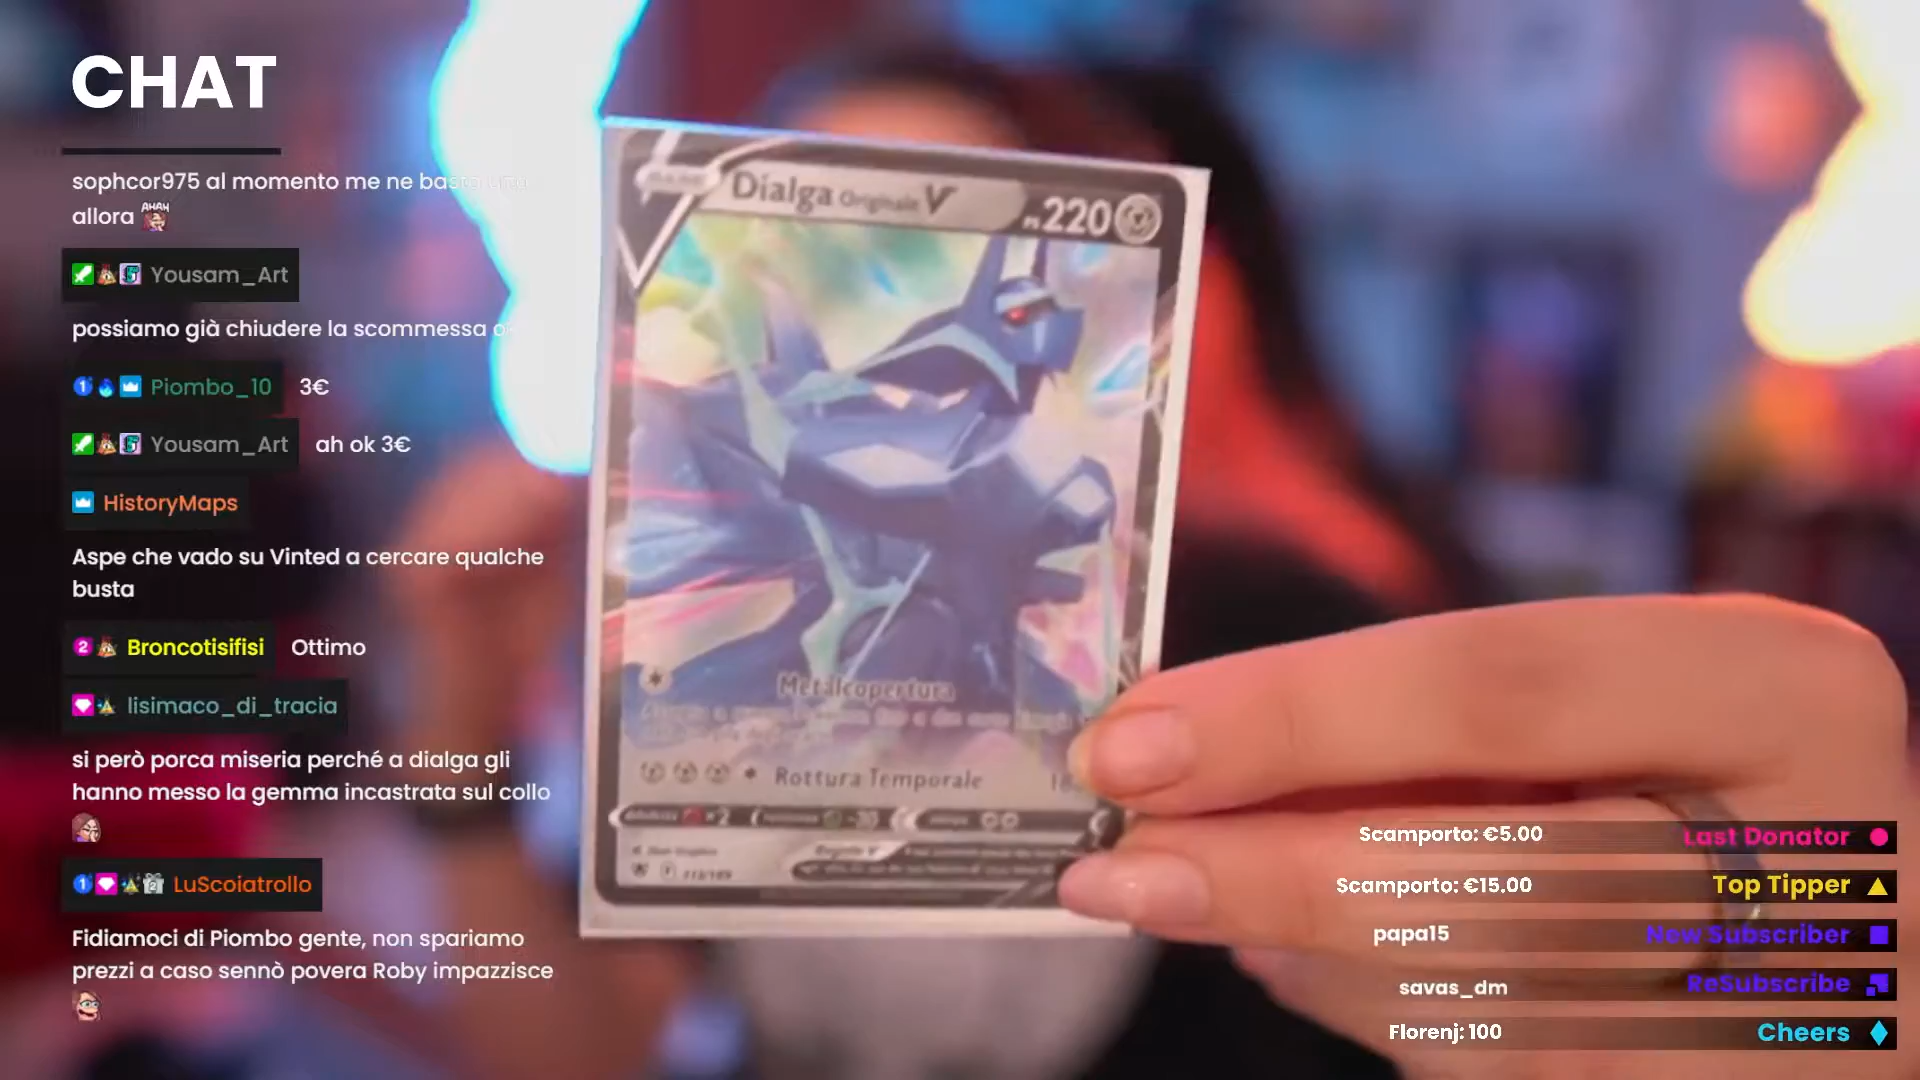 CHAT
sophcor975 al momento me ne basta una
allora
Yousam_Art
possiamo già chiudere la scommessa
Piombo_10 3€
Yousam_Art ah ok 3€
HistoryMaps
Aspe che vado su Vinted a cercare qualche
busta
Broncotisifisi Ottimo
lisimaco_di_tracia
si però porca miseria perché a dialga gli
hanno messo la gemma incastrata sul collo
LuScoiatrollo
Fidiamoci di Piombo gente, non spariamo
prezzi a caso sennò povera Roby impazzisce
Dialga Originale V
PS 220
Metalcopertura
Rottura Temporale
Scamporto: €5.00 Last Donator
Scamporto: €15.00 Top Tipper
papa15 New Subscriber
savas_dm ReSubscribe
Florenj: 100 Cheers